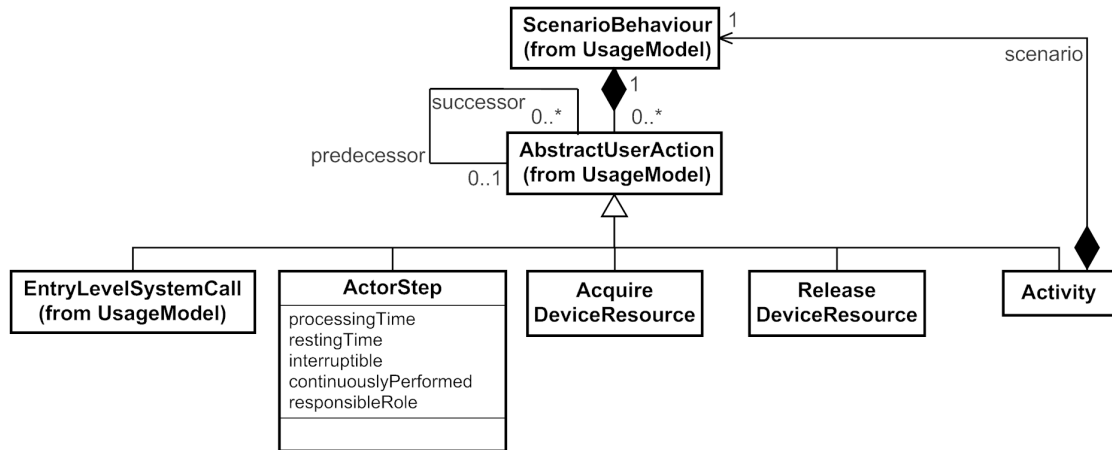 ScenarioBehaviour
(from UsageModel)
1
scenario
1
successor
0..*
0..*
predecessor
0..1
AbstractUserAction
(from UsageModel)
EntryLevelSystemCall
(from UsageModel)
ActorStep
processingTime
restingTime
interruptible
continuouslyPerformed
responsibleRole
Acquire
DeviceResource
Release
DeviceResource
Activity